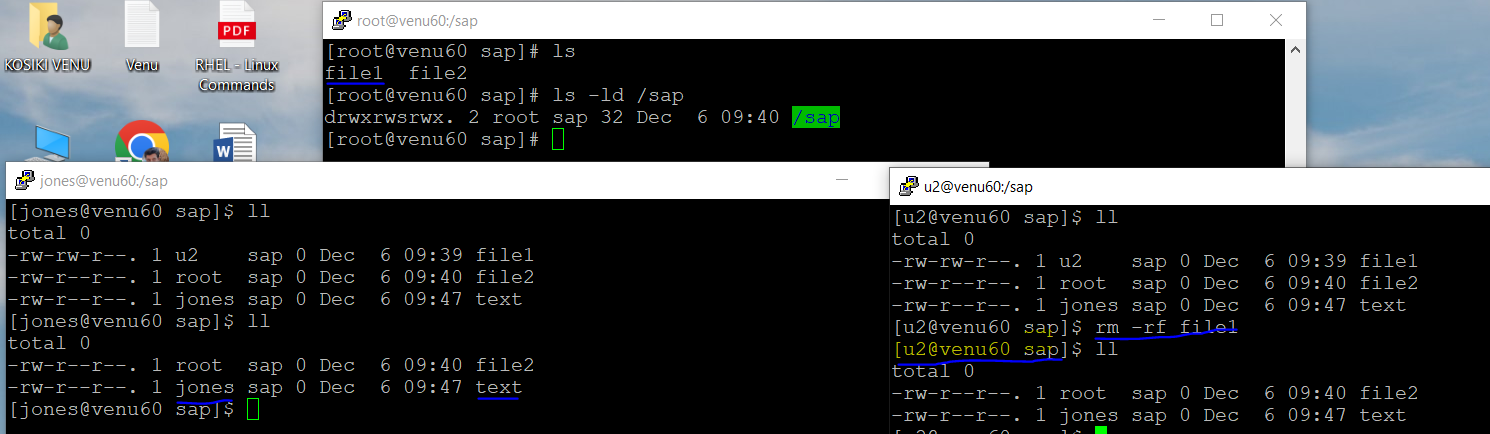 KOSIKI VENU
Venu
RHEL - Linux
Commands
PDF
W
root@venu60:/sap
[root@venu60 sap]# ls
file1  file2
[root@venu60 sap]# ls -ld /sap
drwxrwsrwx. 2 root sap 32 Dec  6 09:40 /sap
[root@venu60 sap]#
jones@venu60:/sap
[jones@venu60 sap]$ ll
total 0
-rw-rw-r--. 1 u2    sap 0 Dec  6 09:39 file1
-rw-r--r--. 1 root  sap 0 Dec  6 09:40 file2
-rw-r--r--. 1 jones sap 0 Dec  6 09:47 text
[jones@venu60 sap]$ ll
total 0
-rw-r--r--. 1 root  sap 0 Dec  6 09:40 file2
-rw-r--r--. 1 jones sap 0 Dec  6 09:47 text
[jones@venu60 sap]$
u2@venu60:/sap
[u2@venu60 sap]$ ll
total 0
-rw-rw-r--. 1 u2    sap 0 Dec  6 09:39 file1
-rw-r--r--. 1 root  sap 0 Dec  6 09:40 file2
-rw-r--r--. 1 jones sap 0 Dec  6 09:47 text
[u2@venu60 sap]$ rm -rf file1
[u2@venu60 sap]$ ll
total 0
-rw-r--r--. 1 root  sap 0 Dec  6 09:40 file2
-rw-r--r--. 1 jones sap 0 Dec  6 09:47 text